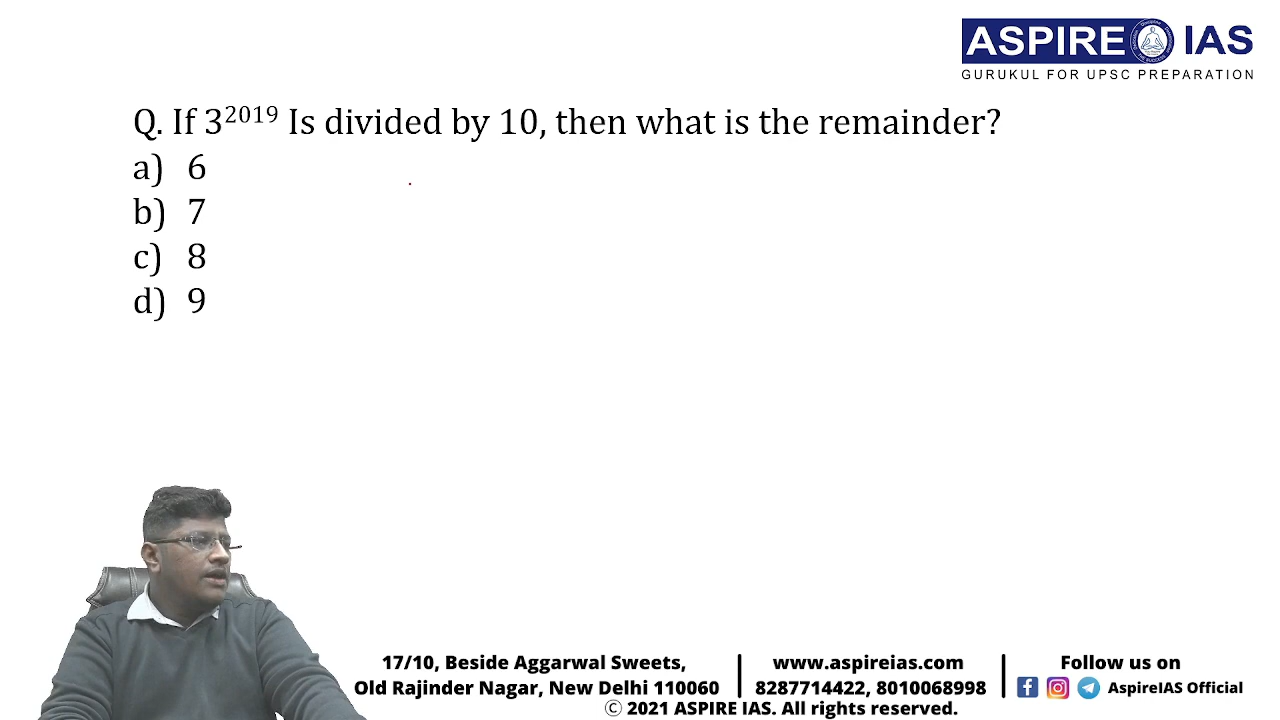 ASPIRE IAS
GURUKUL FOR UPSC PREPARATION
Q. If 3²⁰¹⁹ Is divided by 10, then what is the remainder?
a) 6
b) 7
c) 8
d) 9
17/10, Beside Aggarwal Sweets,
Old Rajinder Nagar, New Delhi 110060
www.aspireias.com
8287714422, 8010068998
Follow us on
AspireIAS Official
Ⓒ 2021 ASPIRE IAS. All rights reserved.